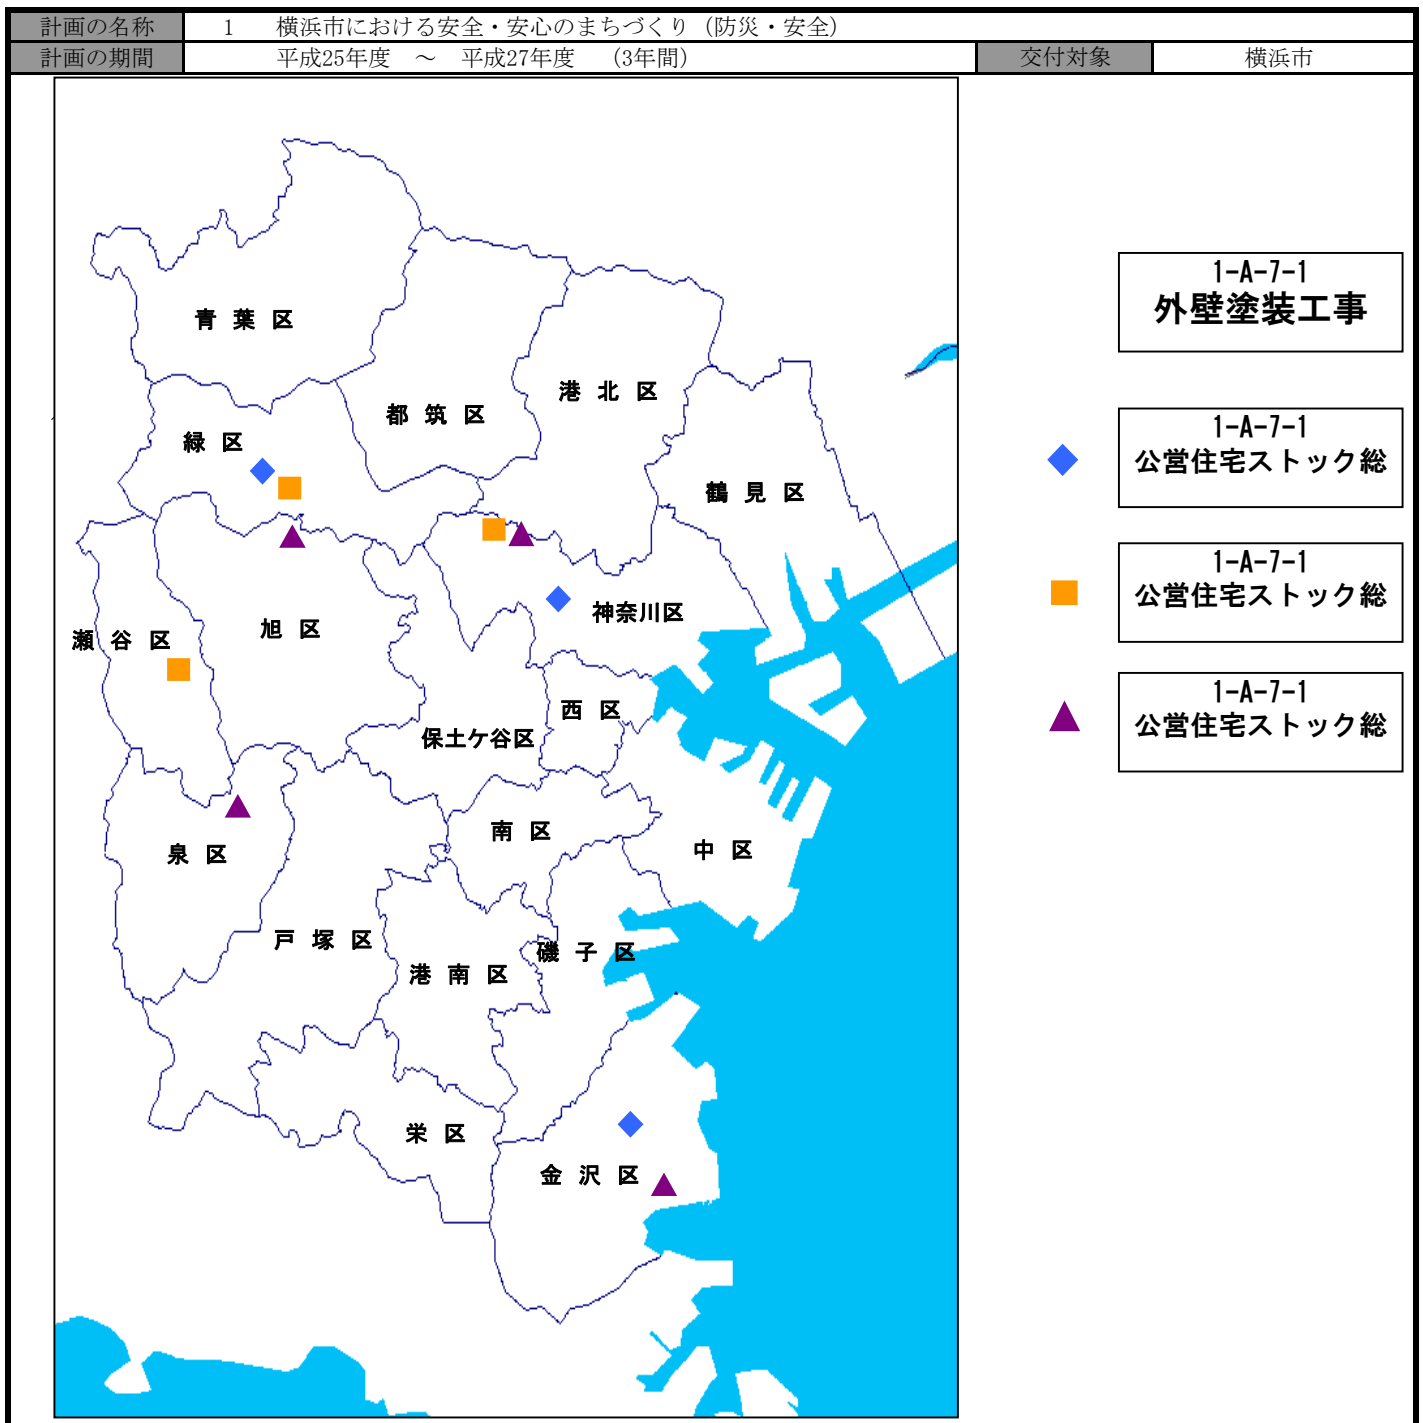 計画の名称 1 横浜市における安全・安心のまちづくり（防災・安全）
計画の期間 平成25年度 ～ 平成27年度 （3年間） 交付対象 横浜市
1-A-7-1
外壁塗装工事
青葉区
港北区
都筑区
緑区
1-A-7-1
公営住宅ストック総
鶴見区
1-A-7-1
公営住宅ストック総
神奈川区
旭区
瀬谷区
1-A-7-1
公営住宅ストック総
西区
保土ケ谷区
南区
中区
泉区
戸塚区
磯子区
港南区
栄区
金沢区